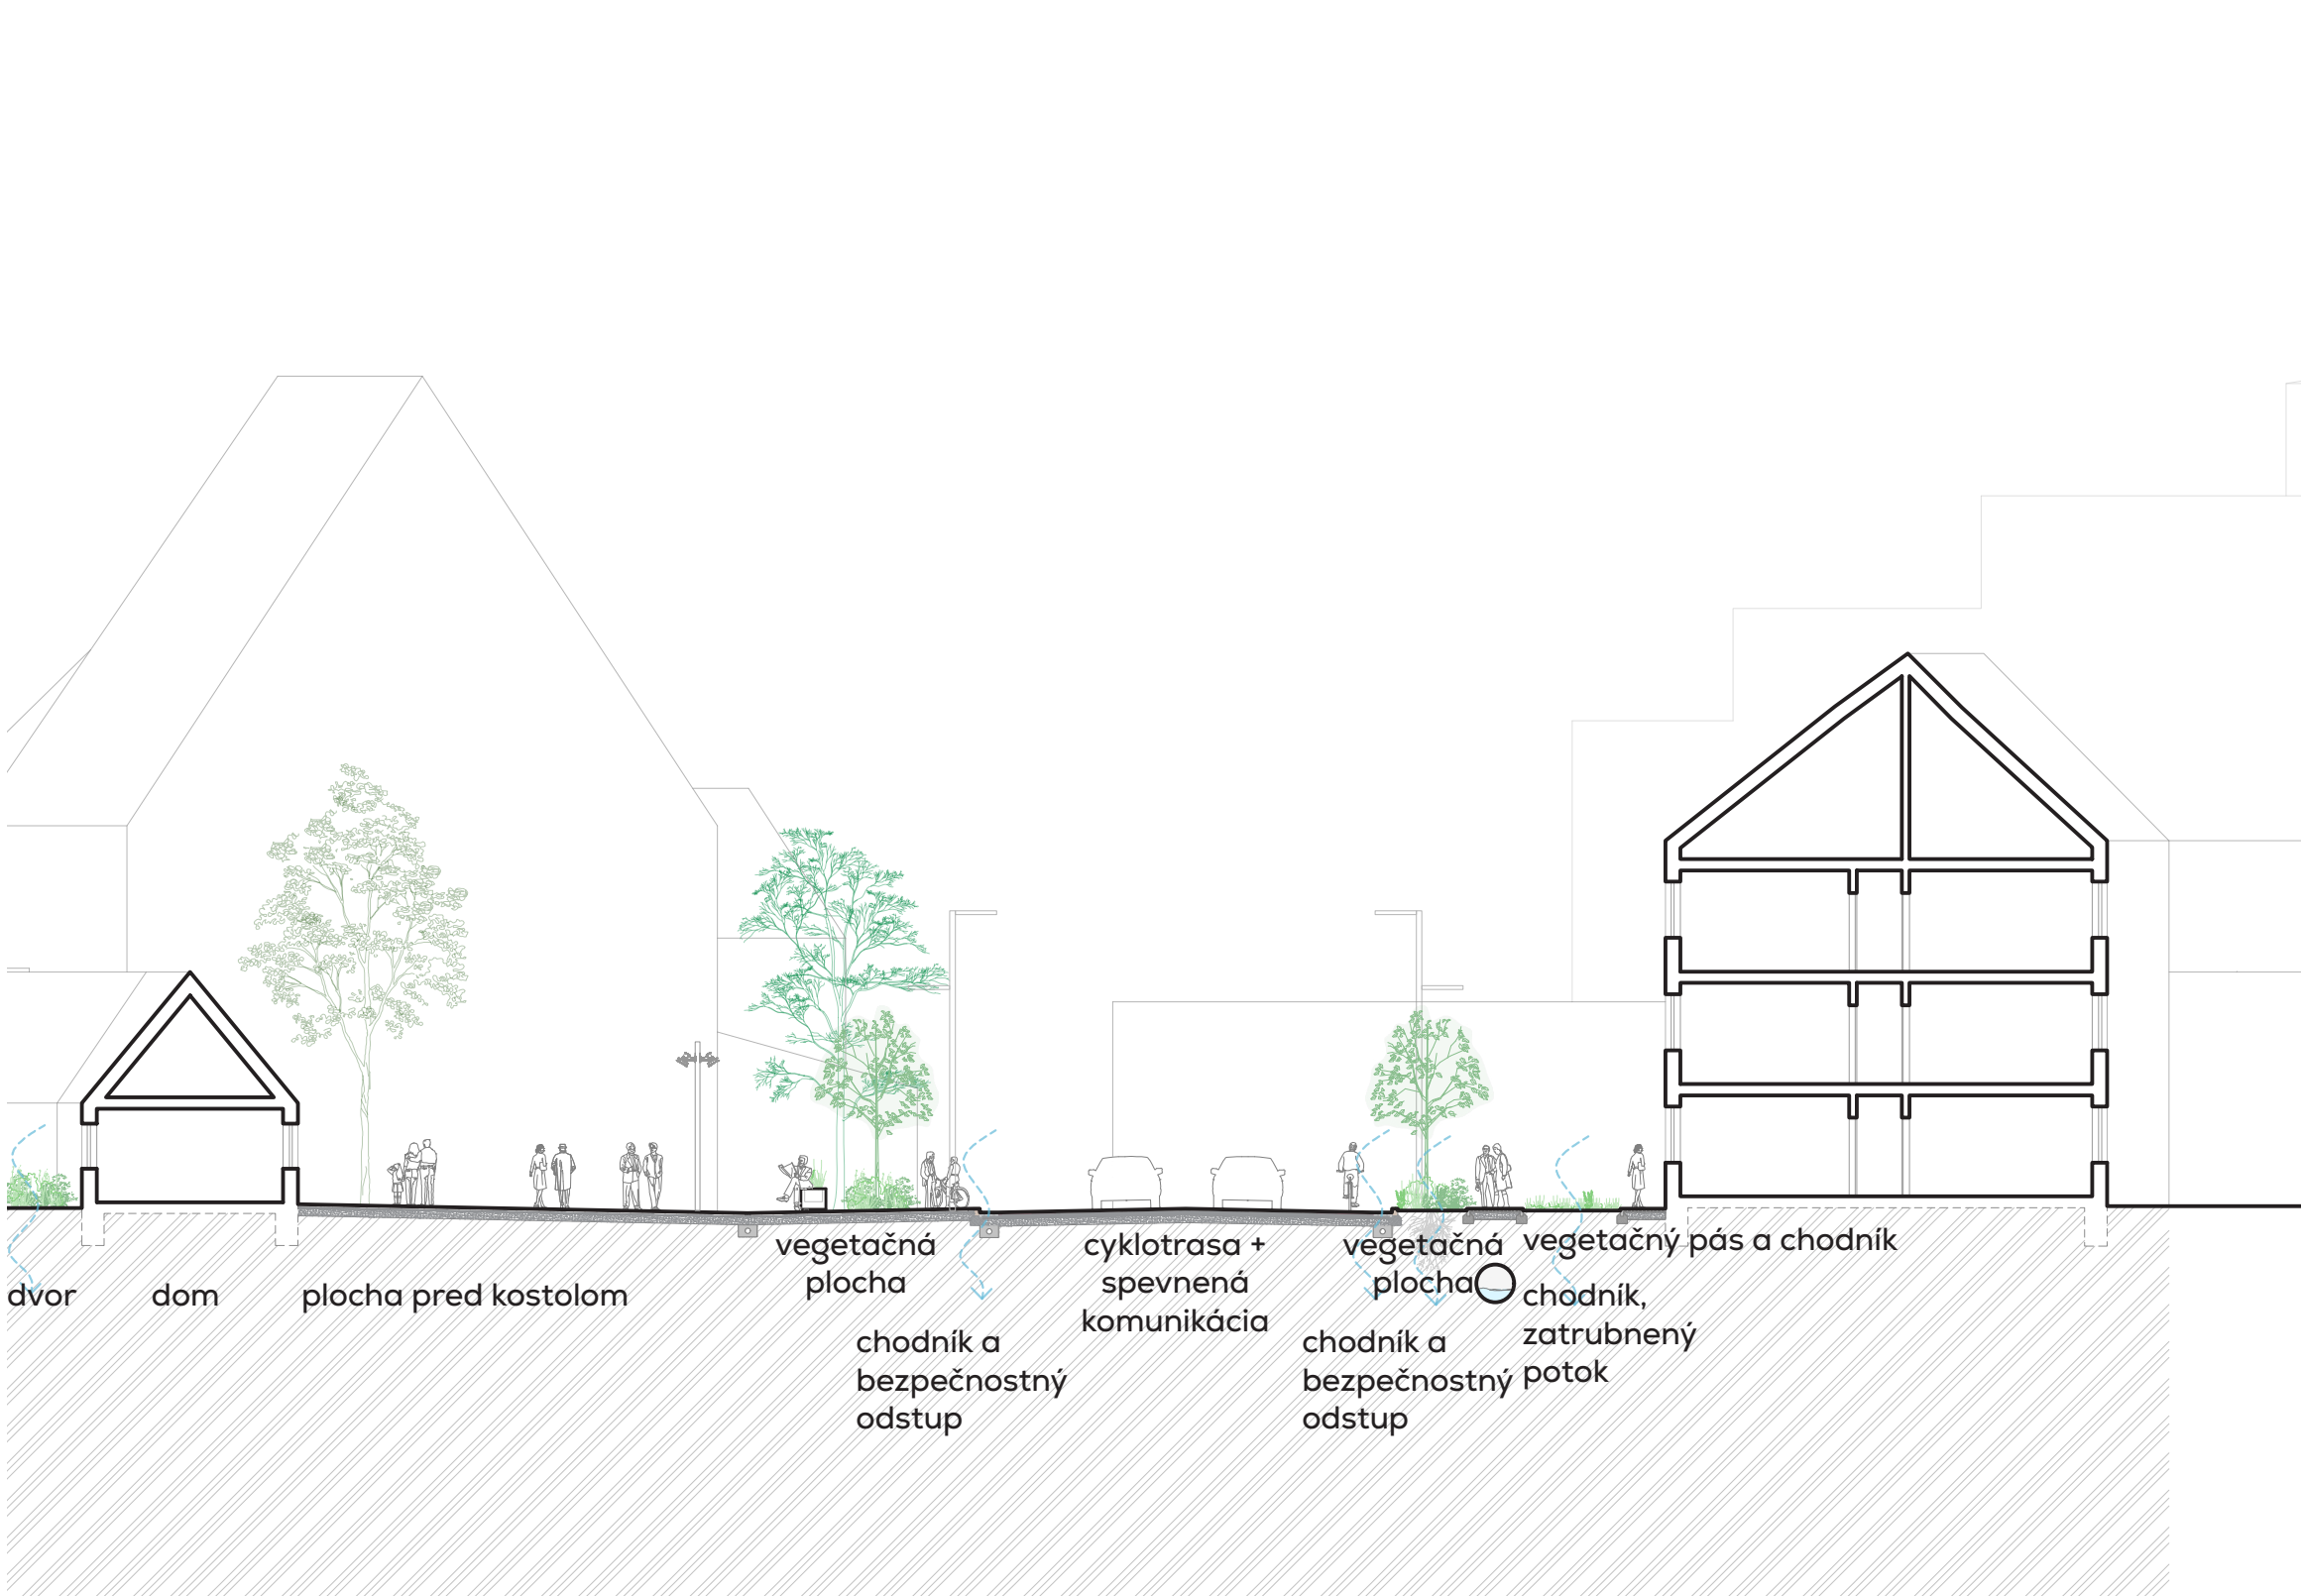 dvor
dom
plocha pred kostolom
vegetačná
plocha
chodník a
bezpečnostný
odstup
cyklotrasa +
spevnená
komunikácia
vegetačná
plocha
chodník a
bezpečnostný
odstup
vegetačný pás a chodník
chodník,
zatrubnený
potok